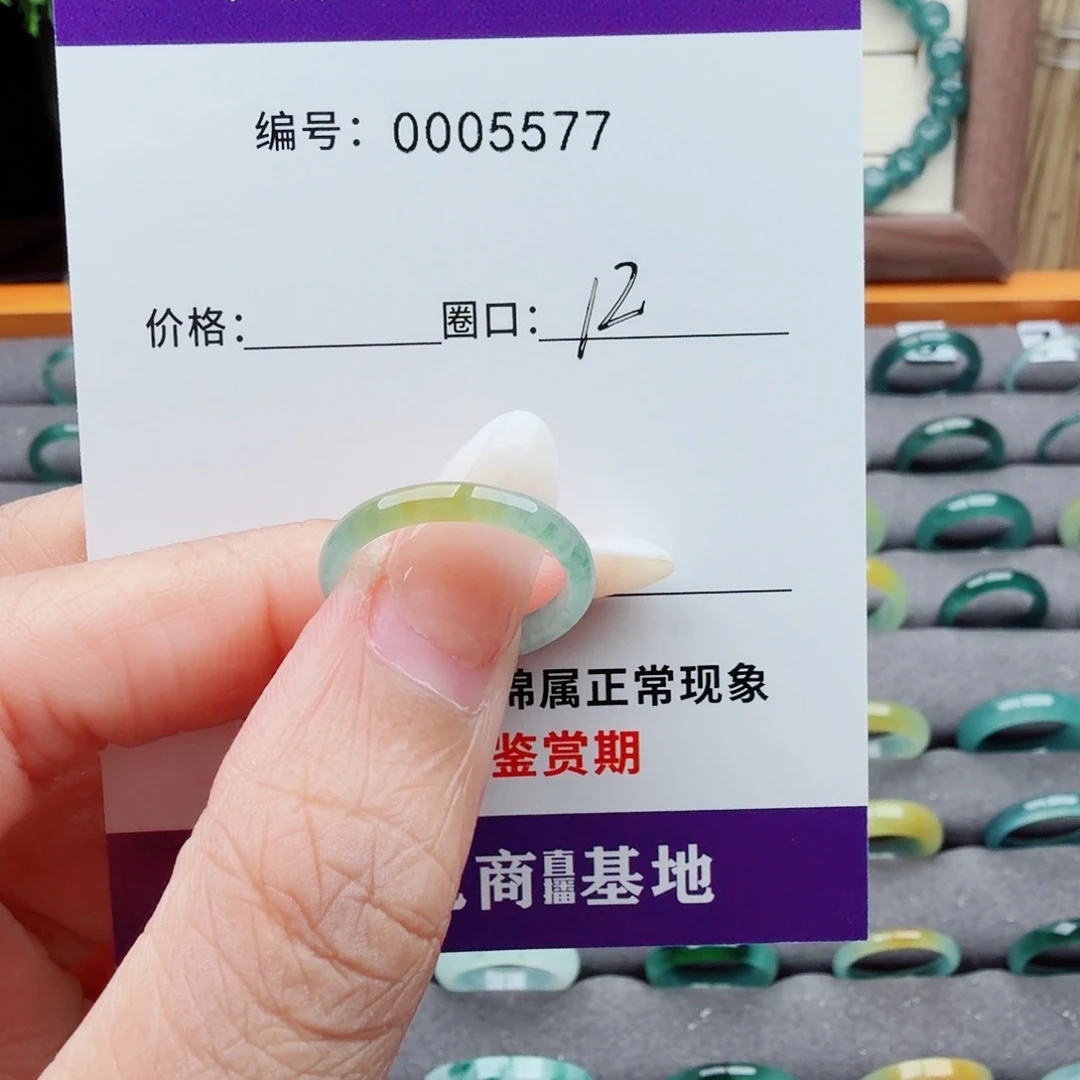 编号：0005577
价格： 圈口：12
棉属正常现象
鉴赏期
商直播基地